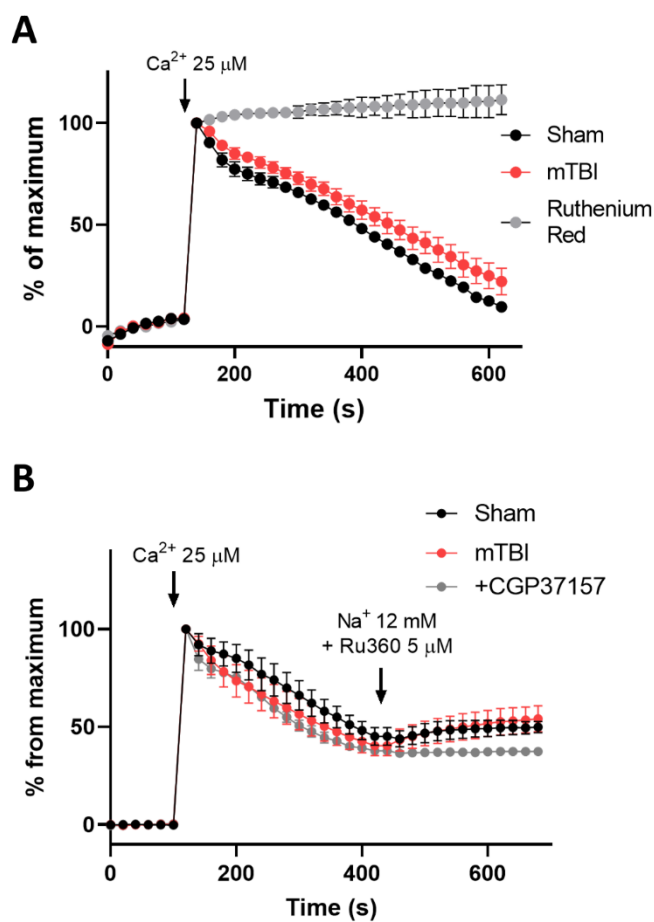 A
Ca²⁺ 25 μM
100
50
0
% of maximum
0
200
400
600
Time (s)
Sham
mTBI
Ruthenium
Red
B
Ca²⁺ 25 μM
Na⁺ 12 mM
+ Ru360 5 μM
Sham
mTBI
+CGP37157
100
50
0
% from maximum
0
200
400
600
Time (s)